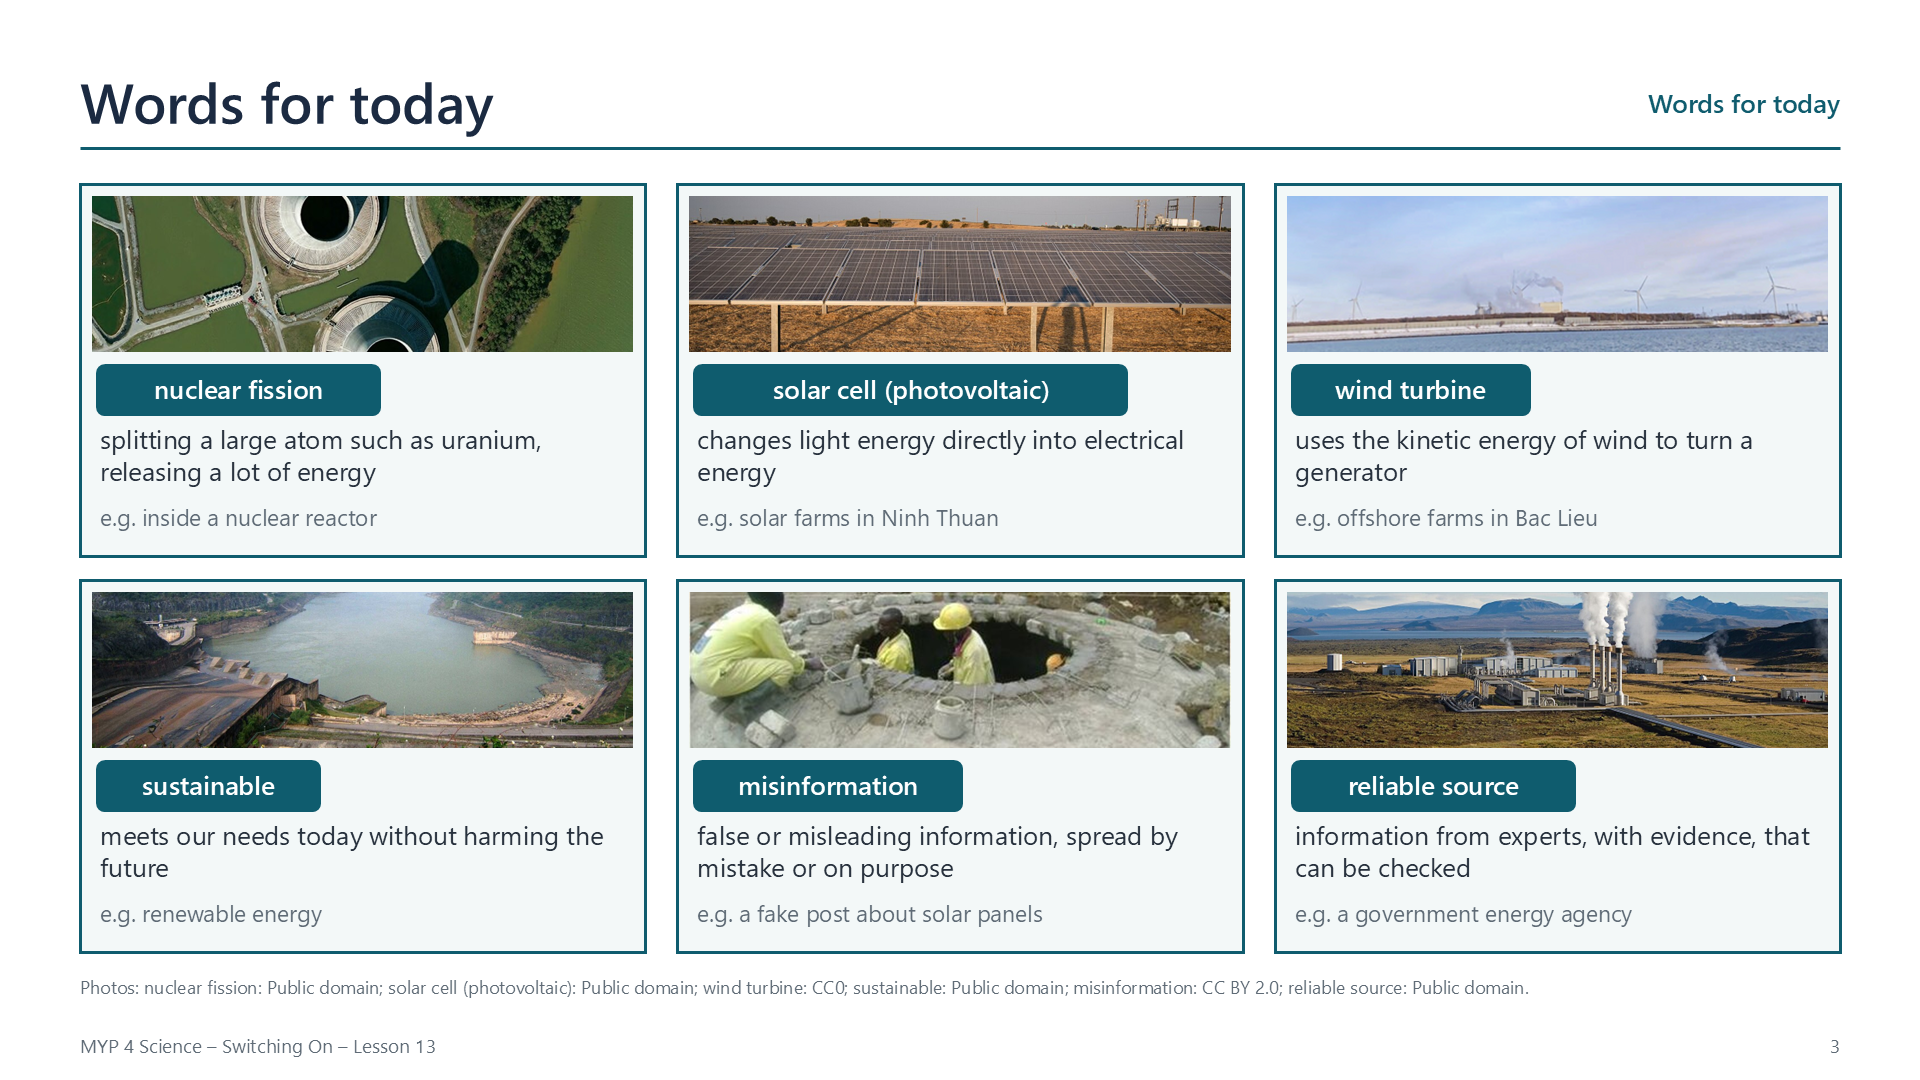 Words for today
Words for today
nuclear fission
splitting a large atom such as uranium,
releasing a lot of energy
e.g. inside a nuclear reactor
solar cell (photovoltaic)
changes light energy directly into electrical
energy
e.g. solar farms in Ninh Thuan
wind turbine
uses the kinetic energy of wind to turn a
generator
e.g. offshore farms in Bac Lieu
sustainable
meets our needs today without harming the
future
e.g. renewable energy
misinformation
false or misleading information, spread by
mistake or on purpose
e.g. a fake post about solar panels
reliable source
information from experts, with evidence, that
can be checked
e.g. a government energy agency
Photos: nuclear fission: Public domain; solar cell (photovoltaic): Public domain; wind turbine: CC0; sustainable: Public domain; misinformation: CC BY 2.0; reliable source: Public domain.
MYP 4 Science – Switching On – Lesson 13
3